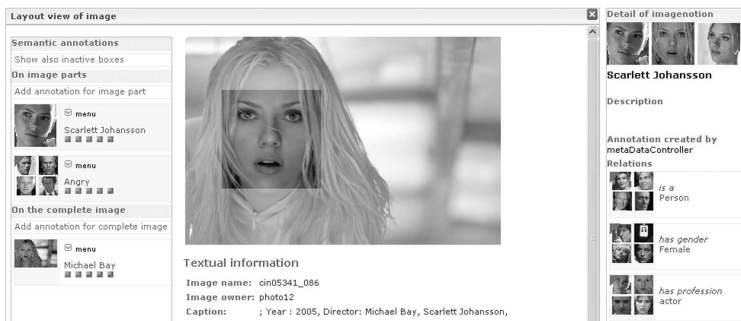 Layout view of image
Semantic annotations
Show also inactive boxes
On image parts
Add annotation for image part
menu
Scarlett Johansson
menu
Angry
On the complete image
Add annotation for complete image
menu
Michael Bay
Textual information
Image name: cin05341_086
Image owner: photo12
Caption: ; Year : 2005, Director: Michael Bay, Scarlett Johansson,
Detail of imagenotion
Scarlett Johansson
Description
Annotation created by
metaDataController
Relations
is a
Person
has gender
Female
has profession
actor